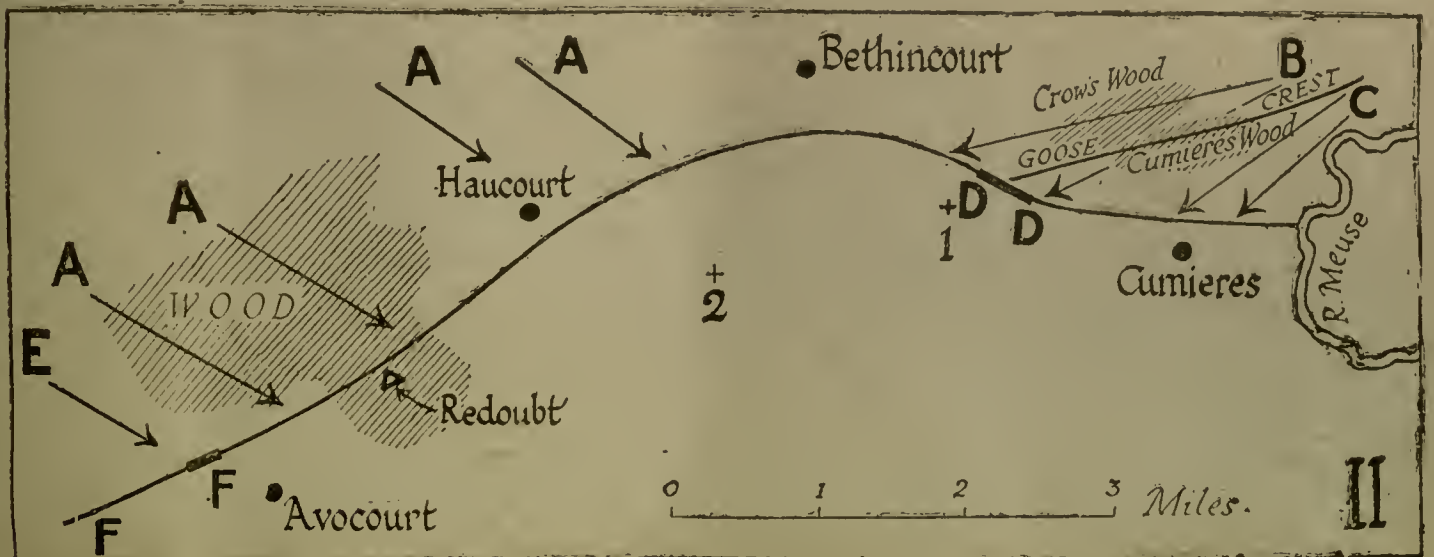 A A
Bethincourt
Crow's Wood
B
CREST
C
GOOSE
Cumieres Wood
Haucourt
A
D D
+
1
A
WOOD
+
2
Cumieres
R. Meuse
E
Redoubt
F F
Avocourt
0 1 2 3 Miles.
II